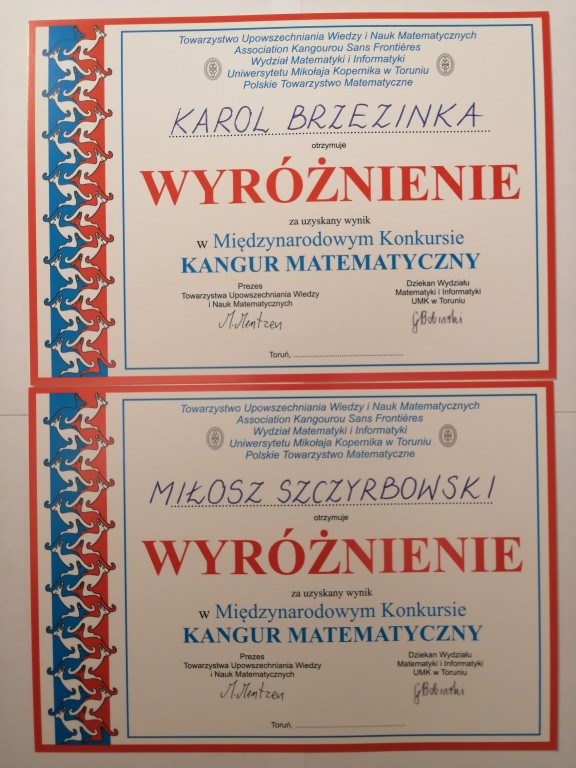 Towarzystwo Upowszechniania Wiedzy i Nauk Matematycznych
Association Kangourou Sans Frontières
Wydział Matematyki i Informatyki
Uniwersytetu Mikołaja Kopernika w Toruniu
Polskie Towarzystwo Matematyczne
KAROL BRZEZINKA
otrzymuje
WYRÓŻNIENIE
za uzyskany wynik
w Międzynarodowym Konkursie
KANGUR MATEMATYCZNY
Prezes
Towarzystwa Upowszechniania Wiedzy
i Nauk Matematycznych
M. Mentzen
Dziekan Wydziału
Matematyki i Informatyki
UMK w Toruniu
GBobiński
Toruń, ..........................................
Towarzystwo Upowszechniania Wiedzy i Nauk Matematycznych
Association Kangourou Sans Frontières
Wydział Matematyki i Informatyki
Uniwersytetu Mikołaja Kopernika w Toruniu
Polskie Towarzystwo Matematyczne
MIŁOSZ SZCZYRBOWSKI
otrzymuje
WYRÓŻNIENIE
za uzyskany wynik
w Międzynarodowym Konkursie
KANGUR MATEMATYCZNY
Prezes
Towarzystwa Upowszechniania Wiedzy
i Nauk Matematycznych
M. Mentzen
Dziekan Wydziału
Matematyki i Informatyki
UMK w Toruniu
GBobiński
Toruń, ..........................................